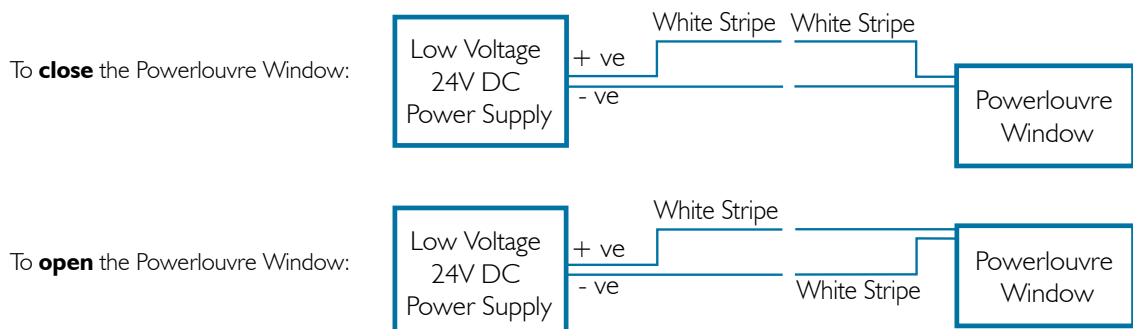 To close the Powerlouvre Window:
Low Voltage
24V DC
Power Supply
+ ve
- ve
White Stripe
White Stripe
Powerlouvre
Window
To open the Powerlouvre Window:
Low Voltage
24V DC
Power Supply
+ ve
- ve
White Stripe
White Stripe
Powerlouvre
Window